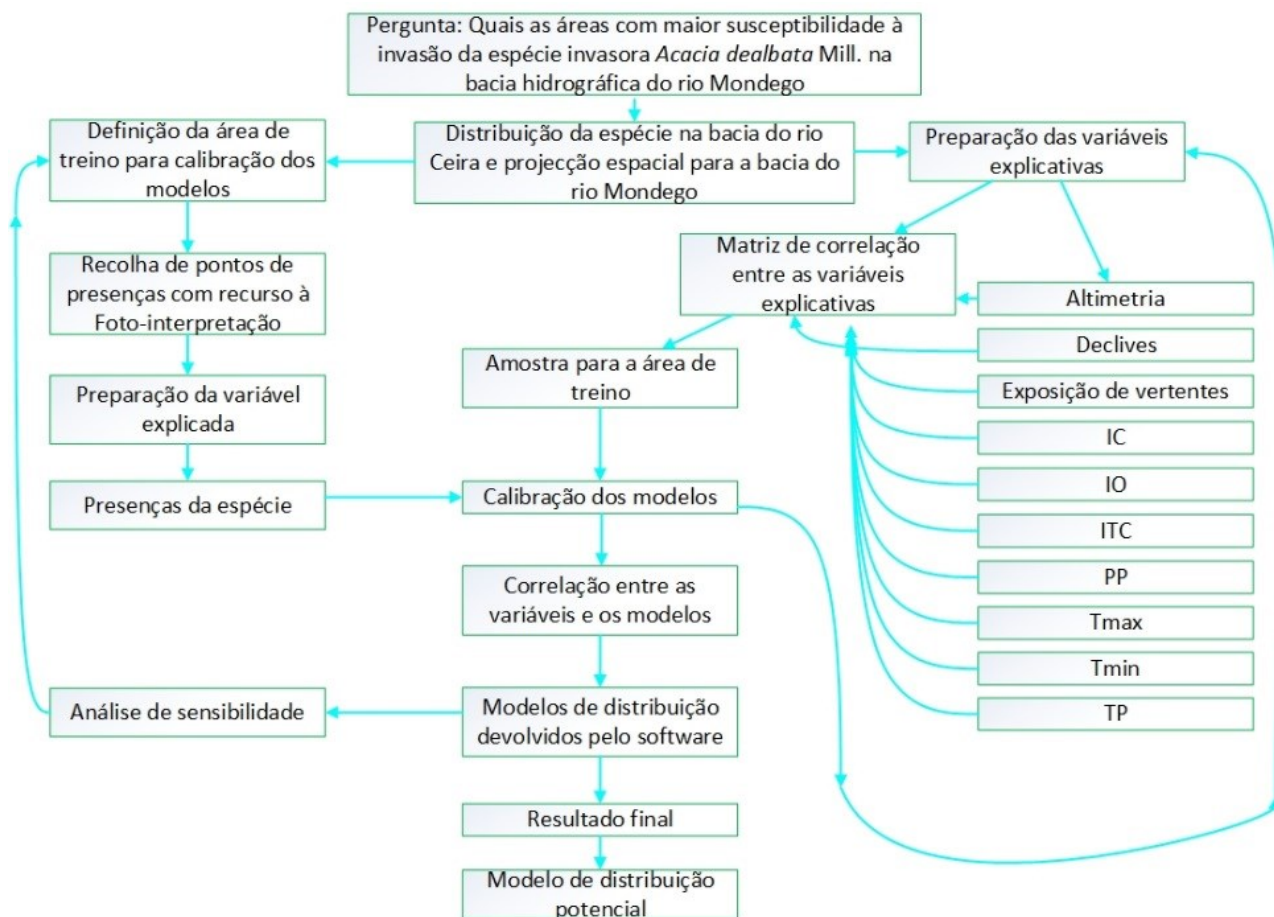 Pergunta: Quais as áreas com maior susceptibilidade à
invasão da espécie invasora Acacia dealbata Mill. na
bacia hidrográfica do rio Mondego
Definição da área de
treino para calibração dos
modelos
Distribuição da espécie na bacia do rio
Ceira e projecção espacial para a bacia do
rio Mondego
Preparação das variáveis
explicativas
Matriz de correlação
entre as variáveis
explicativas
Recolha de pontos de
presenças com recurso à
Foto-interpretação
Altimetria
Declives
Amostra para a área de
treino
Preparação da variável
explicada
Exposição de vertentes
IC
IO
Presenças da espécie
Calibração dos modelos
ITC
PP
Correlação entre as
variáveis e os modelos
Tmax
Tmin
TP
Análise de sensibilidade
Modelos de distribuição
devolvidos pelo software
Resultado final
Modelo de distribuição
potencial